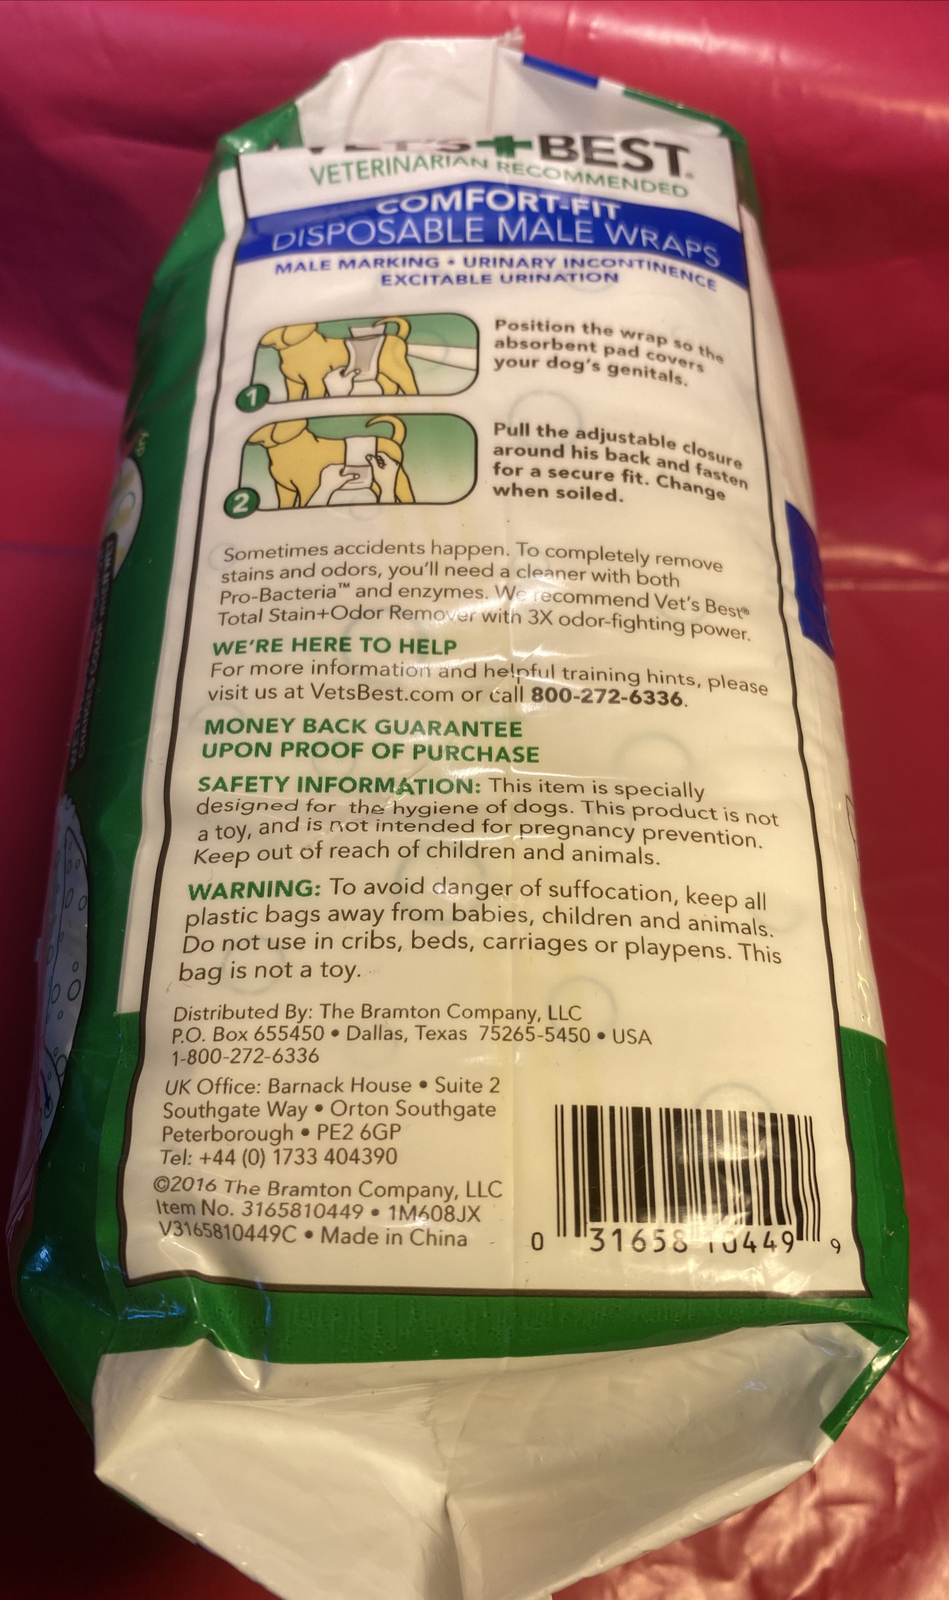 VET'S+BEST®
VETERINARIAN RECOMMENDED
COMFORT-FIT
DISPOSABLE MALE WRAPS
MALE MARKING • URINARY INCONTINENCE
EXCITABLE URINATION
1
Position the wrap so the
absorbent pad covers
your dog's genitals.
2
Pull the adjustable closure
around his back and fasten
for a secure fit. Change
when soiled.
dry
Sometimes accidents happen. To completely remove
stains and odors, you'll need a cleaner with both
Pro-Bacteria™ and enzymes. We recommend Vet's Best®
Total Stain+Odor Remover with 3X odor-fighting power.
WE'RE HERE TO HELP
For more information and helpful training hints, please
visit us at VetsBest.com or call 800-272-6336.
MONEY BACK GUARANTEE
UPON PROOF OF PURCHASE
SAFETY INFORMATION: This item is specially
designed for the hygiene of dogs. This product is not
a toy, and is not intended for pregnancy prevention.
Keep out of reach of children and animals.
WARNING: To avoid danger of suffocation, keep all
plastic bags away from babies, children and animals.
Do not use in cribs, beds, carriages or playpens. This
bag is not a toy.
Distributed By: The Bramton Company, LLC
P.O. Box 655450 • Dallas, Texas 75265-5450 • USA
1-800-272-6336
UK Office: Barnack House • Suite 2
Southgate Way • Orton Southgate
Peterborough • PE2 6GP
Tel: +44 (0) 1733 404390
©2016 The Bramton Company, LLC
Item No. 3165810449 • 1M608JX
V3165810449C • Made in China
0 31658 10449 9